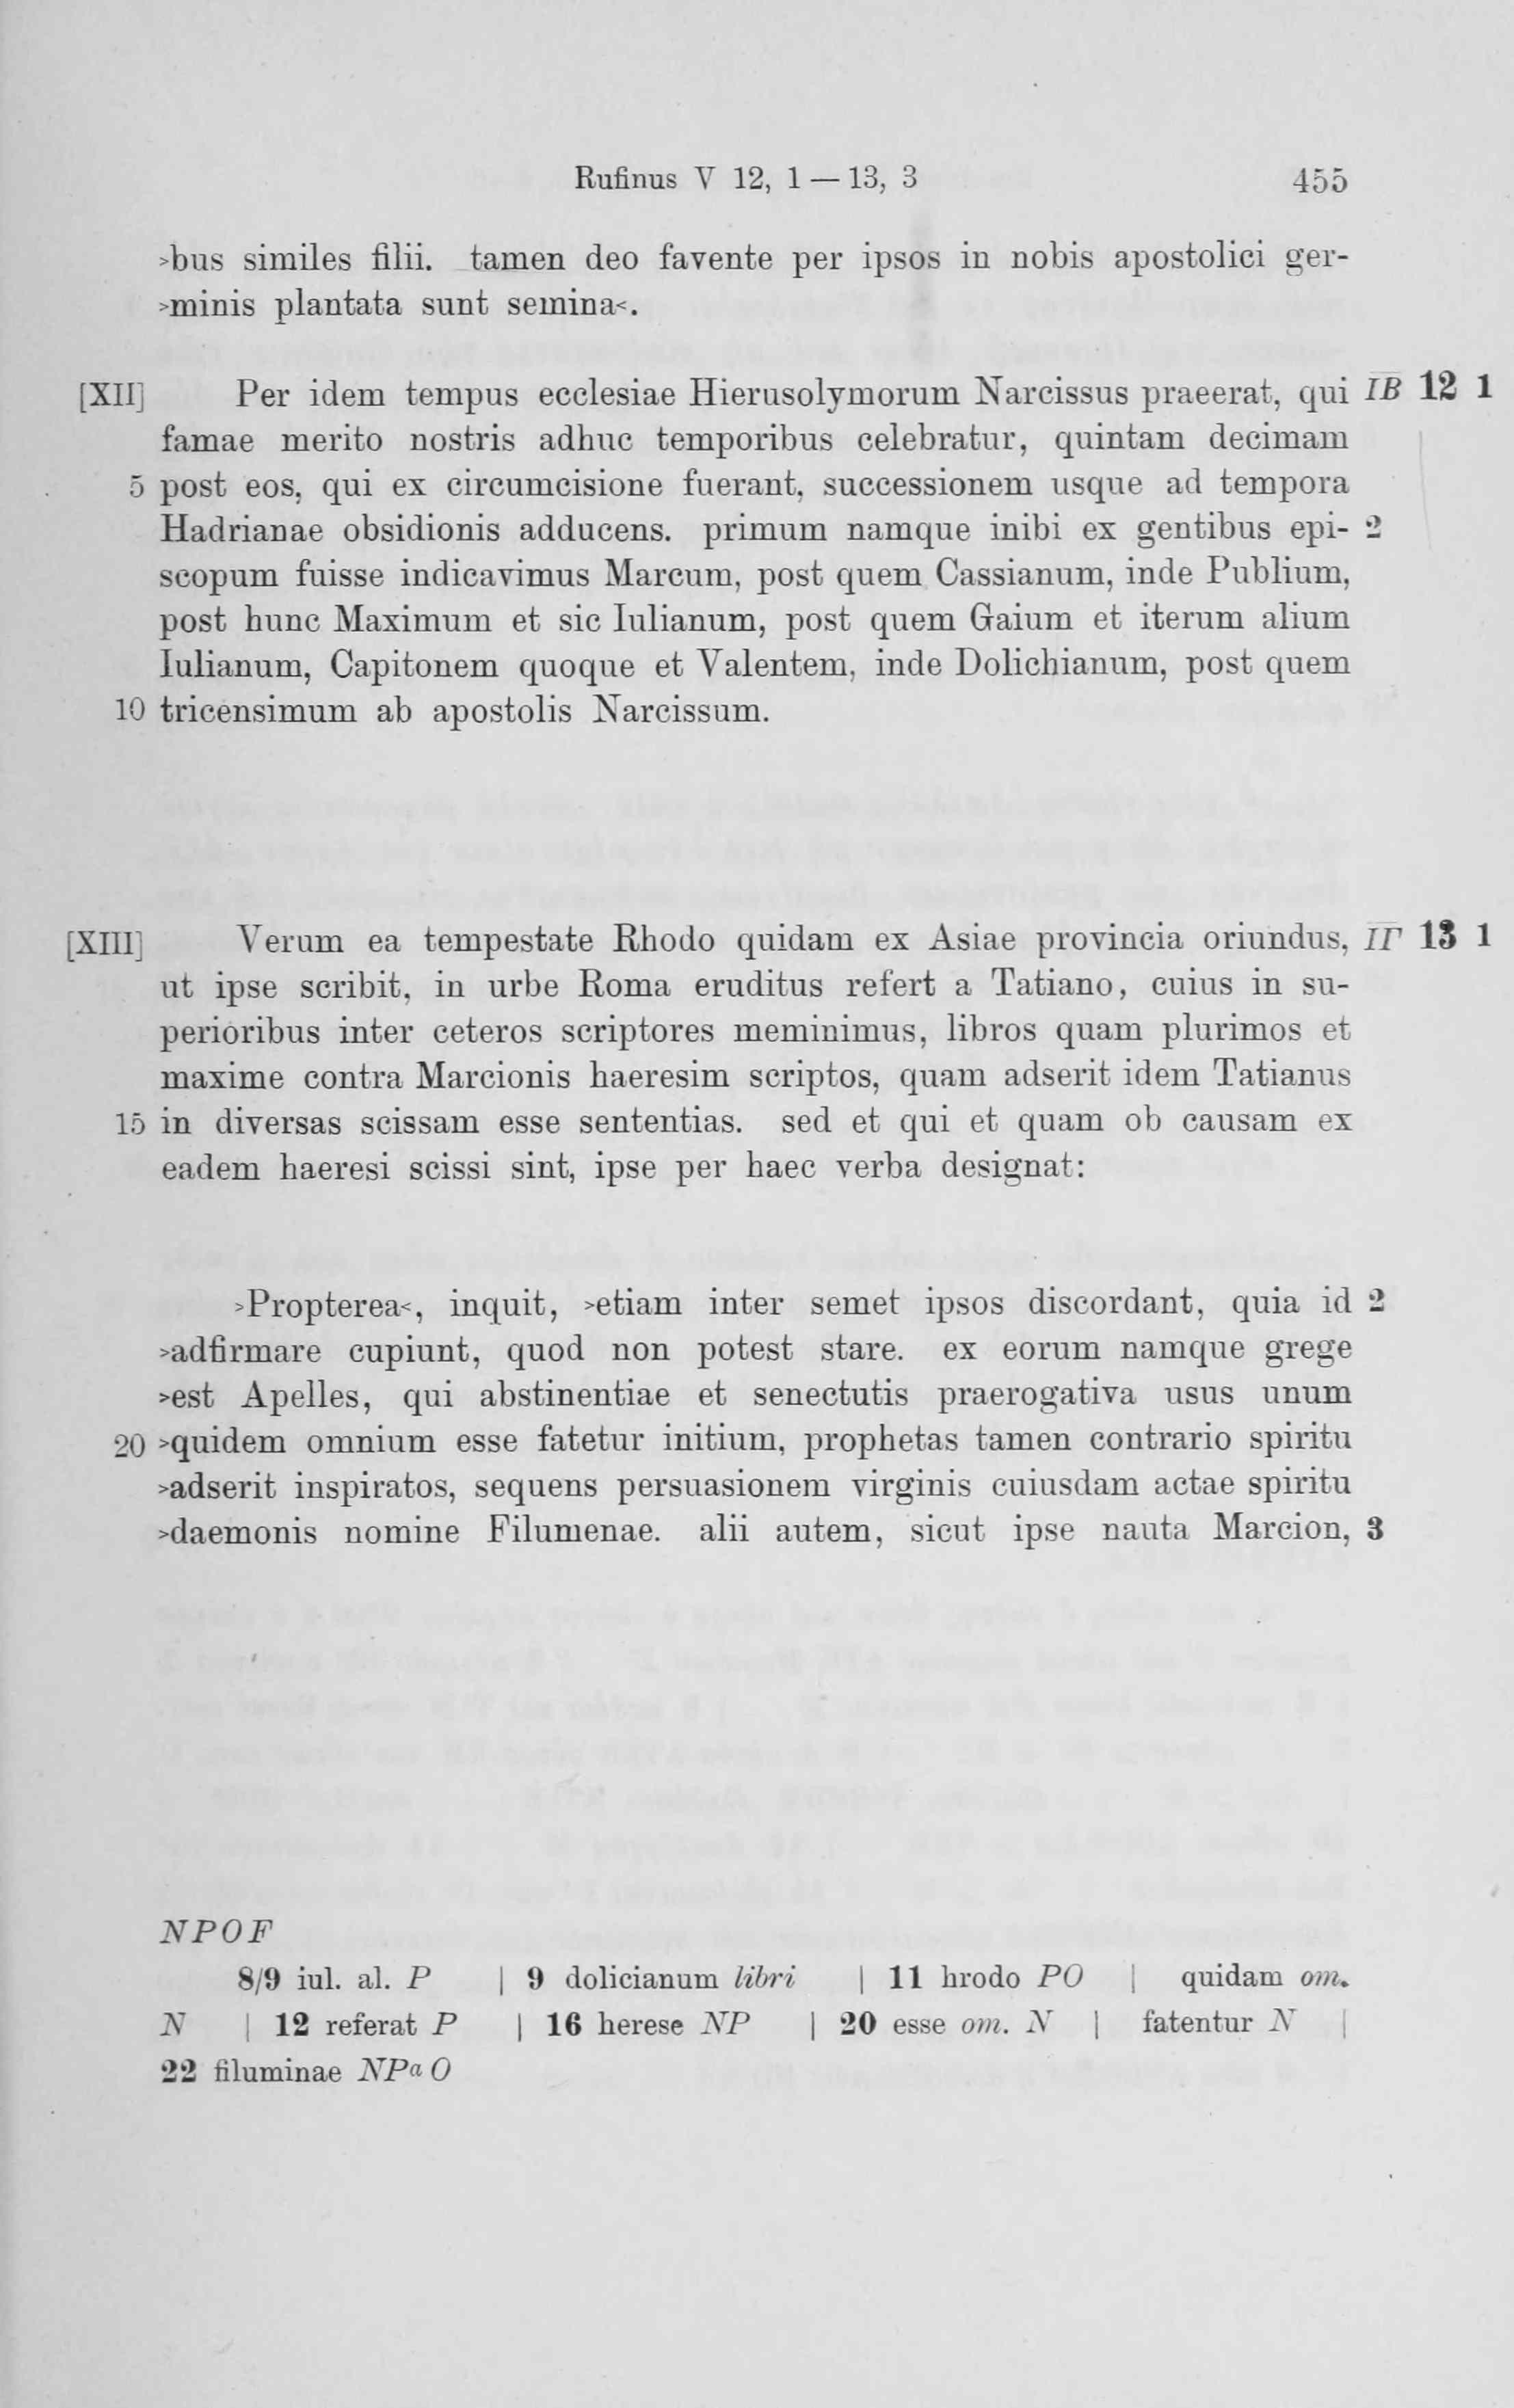 Rufinus V 12, 1 — 13, 3 455
>bus similes filii. tamen deo favente per ipsos in nobis apostolici ger-
>minis plantata sunt semina<.
[XII] Per idem tempus ecclesiae Hierusolymorum Narcissus praeerat, qui IB 12 1
famae merito nostris adhuc temporibus celebratur, quintam decimam
5 post eos, qui ex circumcisione fuerant, successionem usque ad tempora
Hadrianae obsidionis adducens. primum namque inibi ex gentibus epi- 2
scopum fuisse indicavimus Marcum, post quem Cassianum, inde Publium,
post hunc Maximum et sic Iulianum, post quem Gaium et iterum alium
Iulianum, Capitonem quoque et Valentem, inde Dolichianum, post quem
10 tricensimum ab apostolis Narcissum.
[XIII] Verum ea tempestate Rhodo quidam ex Asiae provincia oriundus, IΓ 13 1
ut ipse scribit, in urbe Roma eruditus refert a Tatiano, cuius in su-
perioribus inter ceteros scriptores meminimus, libros quam plurimos et
maxime contra Marcionis haeresim scriptos, quam adserit idem Tatianus
15 in diversas scissam esse sententias. sed et qui et quam ob causam ex
eadem haeresi scissi sint, ipse per haec verba designat:
>Propterea<, inquit, >etiam inter semet ipsos discordant, quia id 2
>adfirmare cupiunt, quod non potest stare. ex eorum namque grege
>est Apelles, qui abstinentiae et senectutis praerogativa usus unum
20 >quidem omnium esse fatetur initium, prophetas tamen contrario spiritu
>adserit inspiratos, sequens persuasionem virginis cuiusdam actae spiritu
>daemonis nomine Filumenae. alii autem, sicut ipse nauta Marcion, 3
NPOF
8/9 iul. al. P | 9 dolicianum libri | 11 hrodo PO | quidam om.
N | 12 referat P | 16 herese NP | 20 esse om. N | fatentur N |
22 filuminae NPa O